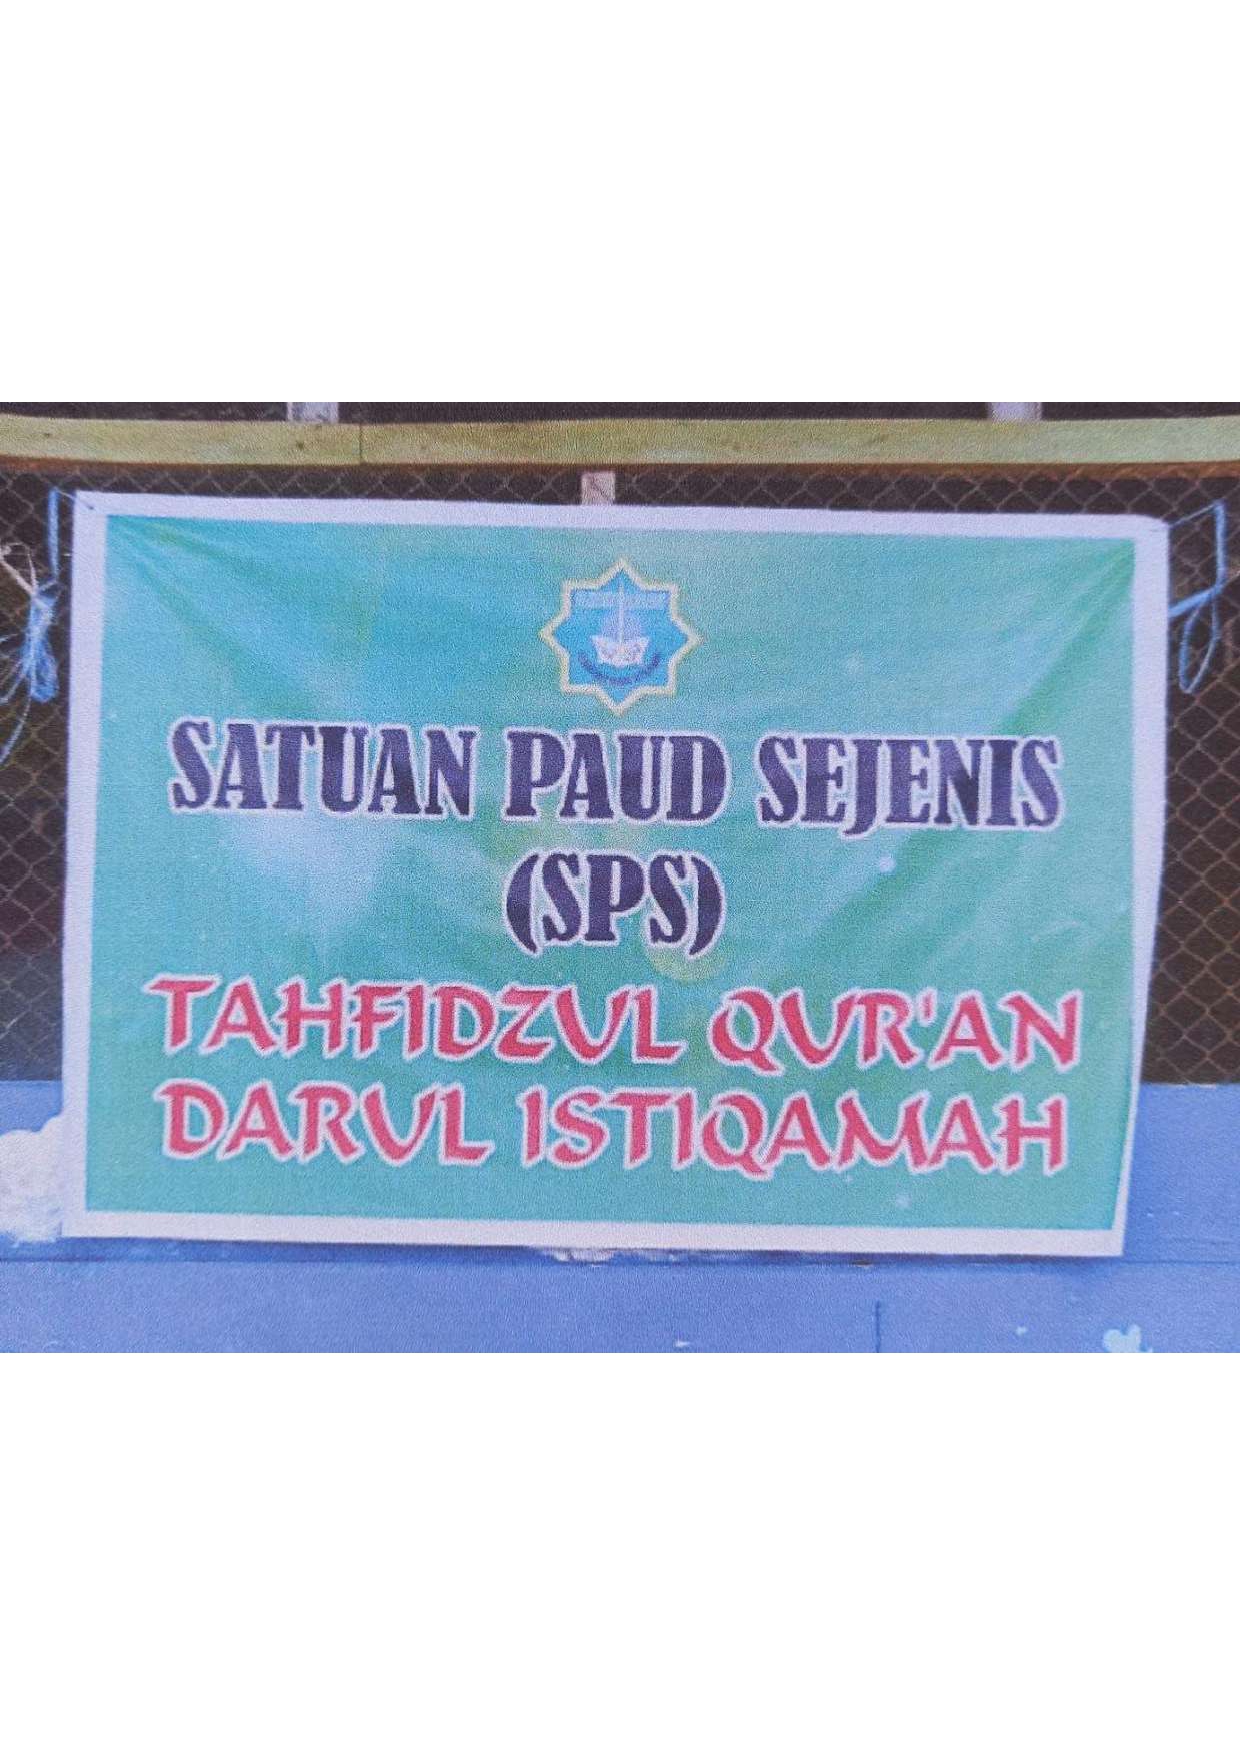 SATUAN PAUD SEJENIS
(SPS)
TAHFIDZUL QUR'AN
DARUL ISTIQAMAH